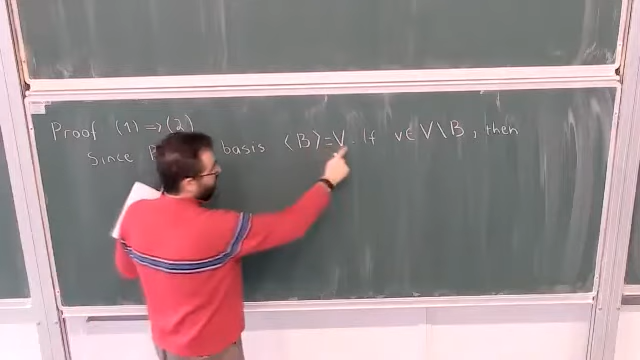 Proof (1) ⇒ (2)
Since B basis ⟨B⟩=V. If v∈V\B, then